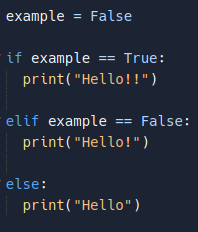 example = False
if example == True:
print("Hello!!")
elif example == False:
print("Hello!")
else:
print("Hello")